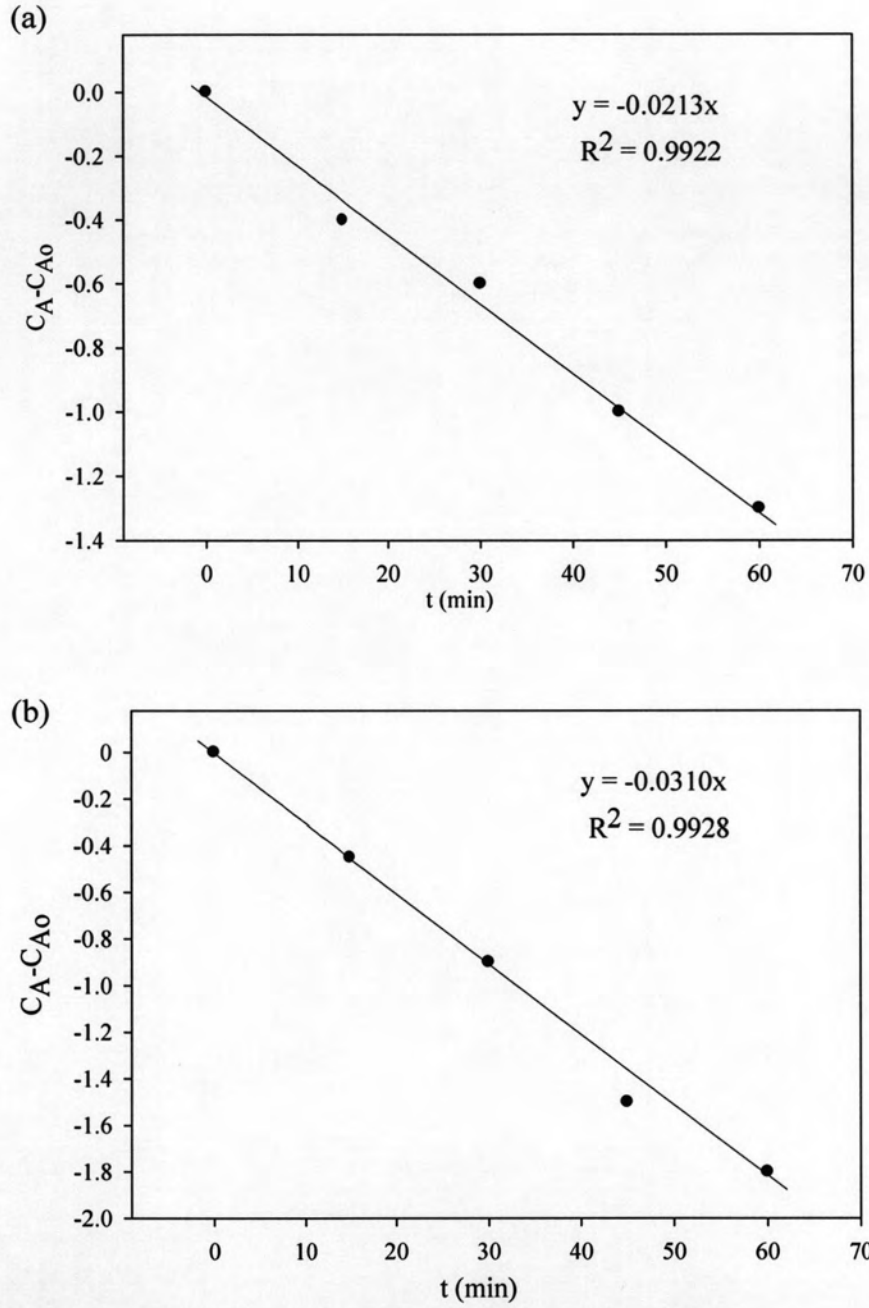 (a)
y = -0.0213x
R² = 0.9922
0.0
-0.2
-0.4
-0.6
-0.8
-1.0
-1.2
-1.4
C_A-C_Ao
0 10 20 30 40 50 60 70
t (min)
(b)
y = -0.0310x
R² = 0.9928
0
-0.2
-0.4
-0.6
-0.8
-1.0
-1.2
-1.4
-1.6
-1.8
-2.0
C_A-C_Ao
0 10 20 30 40 50 60 70
t (min)